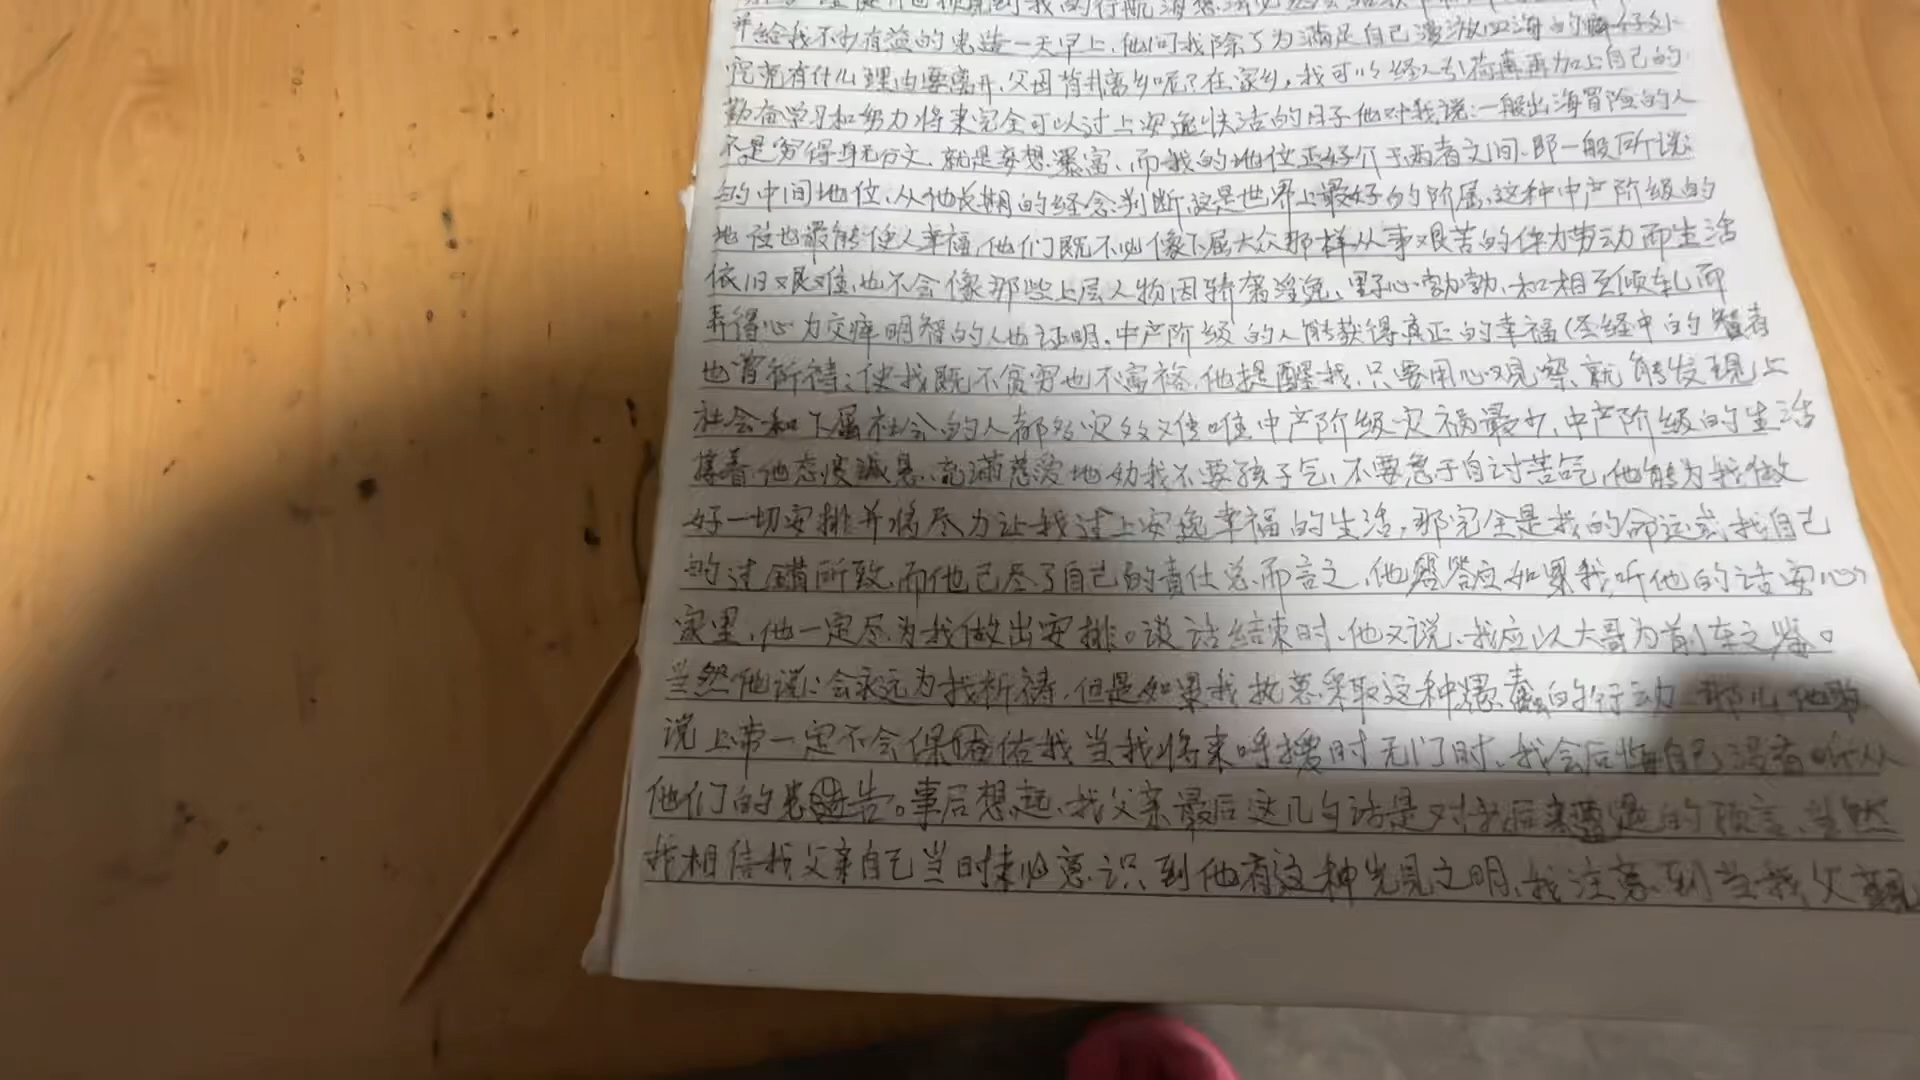 并给我不少有益的忠告一天早上,他问我除了为满足自己漫游四海的癖好外
究竟有什么理由要离开,父母背井离乡呢?在家乡,我可以经人引荐再加上自己的
勤奋学习和努力将来完全可以过上安逸快活的日子他对我说:一般出海冒险的人
不是穷得身无分文,就是妄想暴富,而我的地位正好介于两者之间,即一般所说
的中间地位,从他长期的经念判断这是世界上最好的阶层,这种中产阶级的
地位也最能使人幸福,他们既不必像下层大众那样从事艰苦的体力劳动而生活
依旧艰难,也不会像那些上层人物因骄奢淫逸、野心勃勃、和相互倾轧而
弄得心力交瘁明智的人也证明,中产阶级的人能获得真正的幸福(圣经中的智者
也曾祈祷:使我既不贫穷也不富裕,他提醒我,只要用心观察,就能发现上
社会和下层社会的人都多灾多难唯中产阶级灾祸最少,中产阶级的生活
接着,他态度诚恳、充满慈爱地劝我不要孩子气,不要急于自讨苦吃,他能为我做
好一切安排并将尽力让我过上安逸幸福的生活,那完全是我的命运或我自己
的过错所致,而他已尽了自己的责任总而言之,他答应如果我听他的话安心
家里,他一定尽为我做出安排。谈话结束时,他又说,我应以大哥为前车之鉴。
当然他说:会永远为我祈祷,但是如果我执意采取这种愚蠢的行动 那么他
说上帝一定不会保佑我当我将来呼援时无门时、我会后悔自己没有听从
他们的忠告。事后想起,我父亲最后这几句话是对我后来遭遇的预言、当然
我相信我父亲自己当时未必意识到他有这种先见之明,我注意到当我父亲